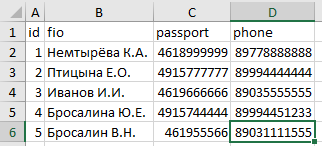 A B C D
1 id fio passport phone
2 1 Немтырёва К.А. 4618999999 89778888888
3 2 Птицына Е.О. 4915777777 89994444444
4 3 Иванов И.И. 4619666666 89035555555
5 4 Бросалина Ю.Е. 4915744444 89994451233
6 5 Бросалин В.Н. 461955566 89031111555